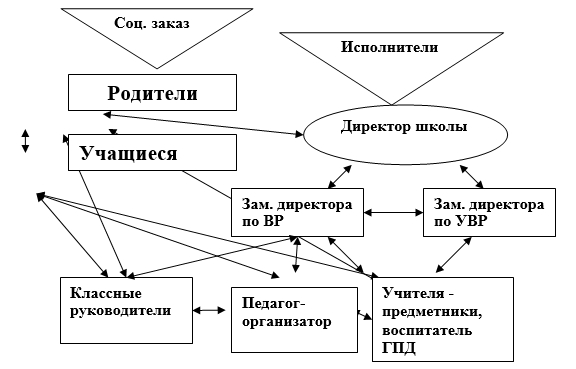 Соц. заказ
Исполнители
Родители
Директор школы
Учащиеся
Зам. директора
по ВР
Зам. директора
по УВР
Классные
руководители
Педагог-
организатор
Учителя -
предметники,
воспитатель
ГПД